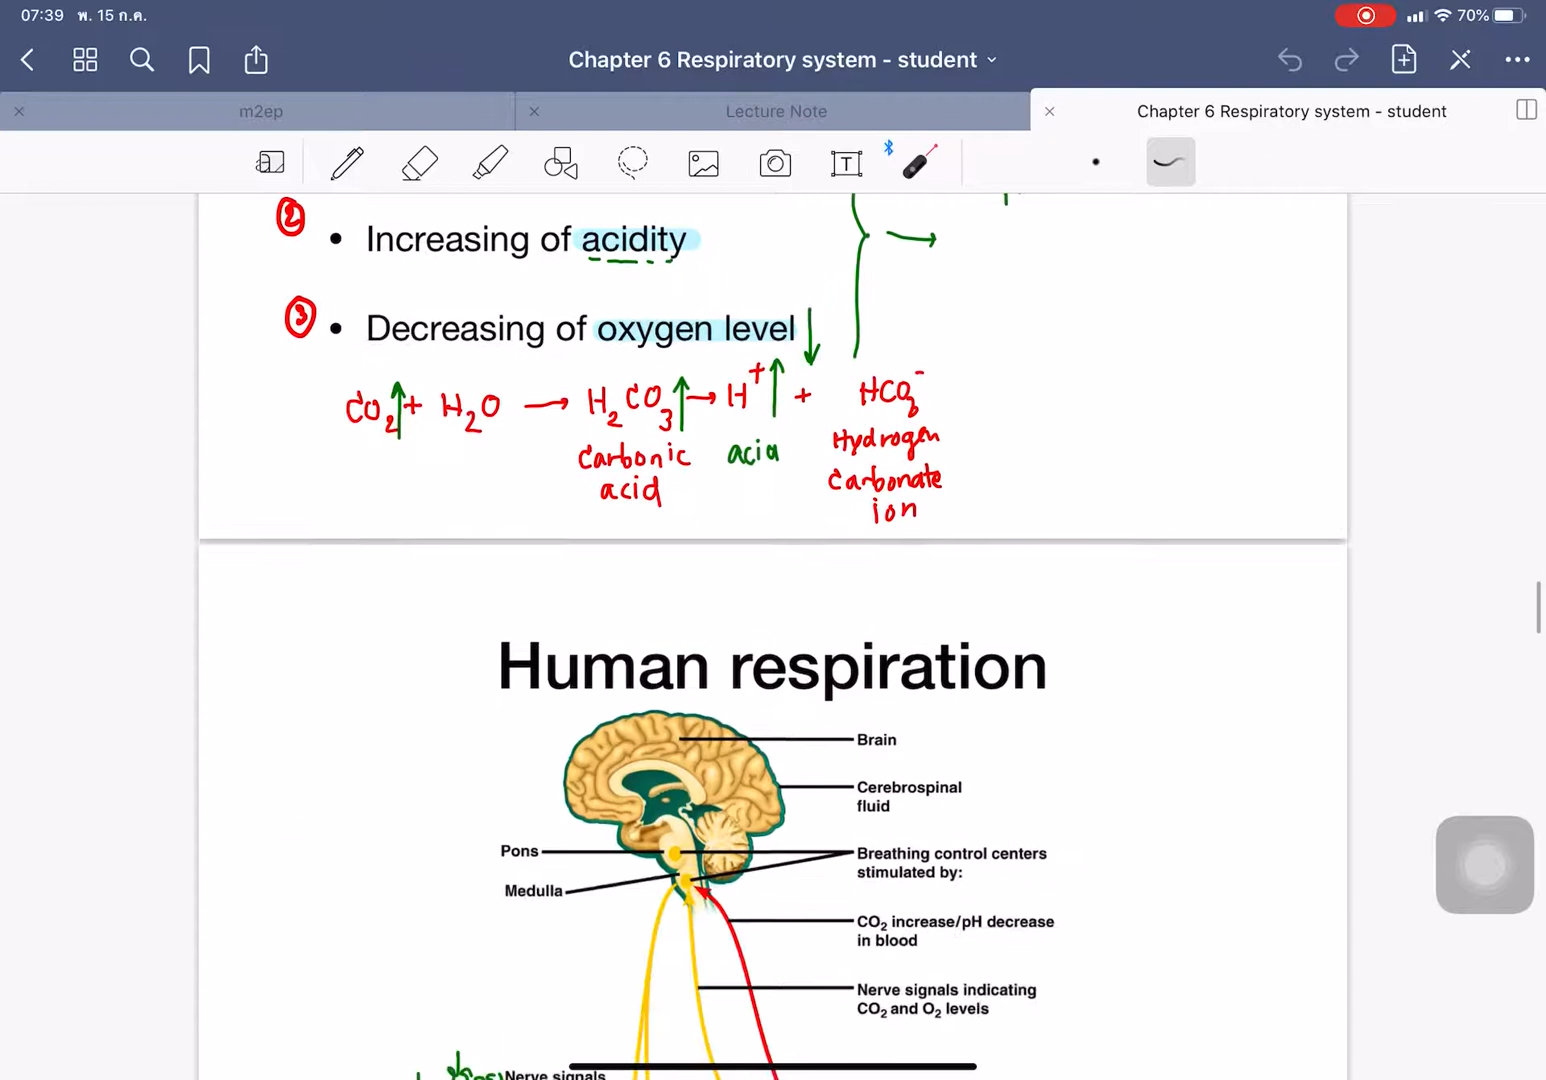 07:39 พ. 15 ก.ค.
70%
Chapter 6 Respiratory system - student
m2ep
Lecture Note
Chapter 6 Respiratory system - student
② • Increasing of acidity
③ • Decreasing of oxygen level ↓
CO₂↑ + H₂O → H₂CO₃↑ → H⁺↑ + HCO₃⁻
carbonic acid
acid
Hydrogen
Carbonate
ion
Human respiration
Brain
Cerebrospinal
fluid
Pons
Breathing control centers
stimulated by:
Medulla
CO₂ increase/pH decrease
in blood
Nerve signals indicating
CO₂ and O₂ levels
Nerve signals